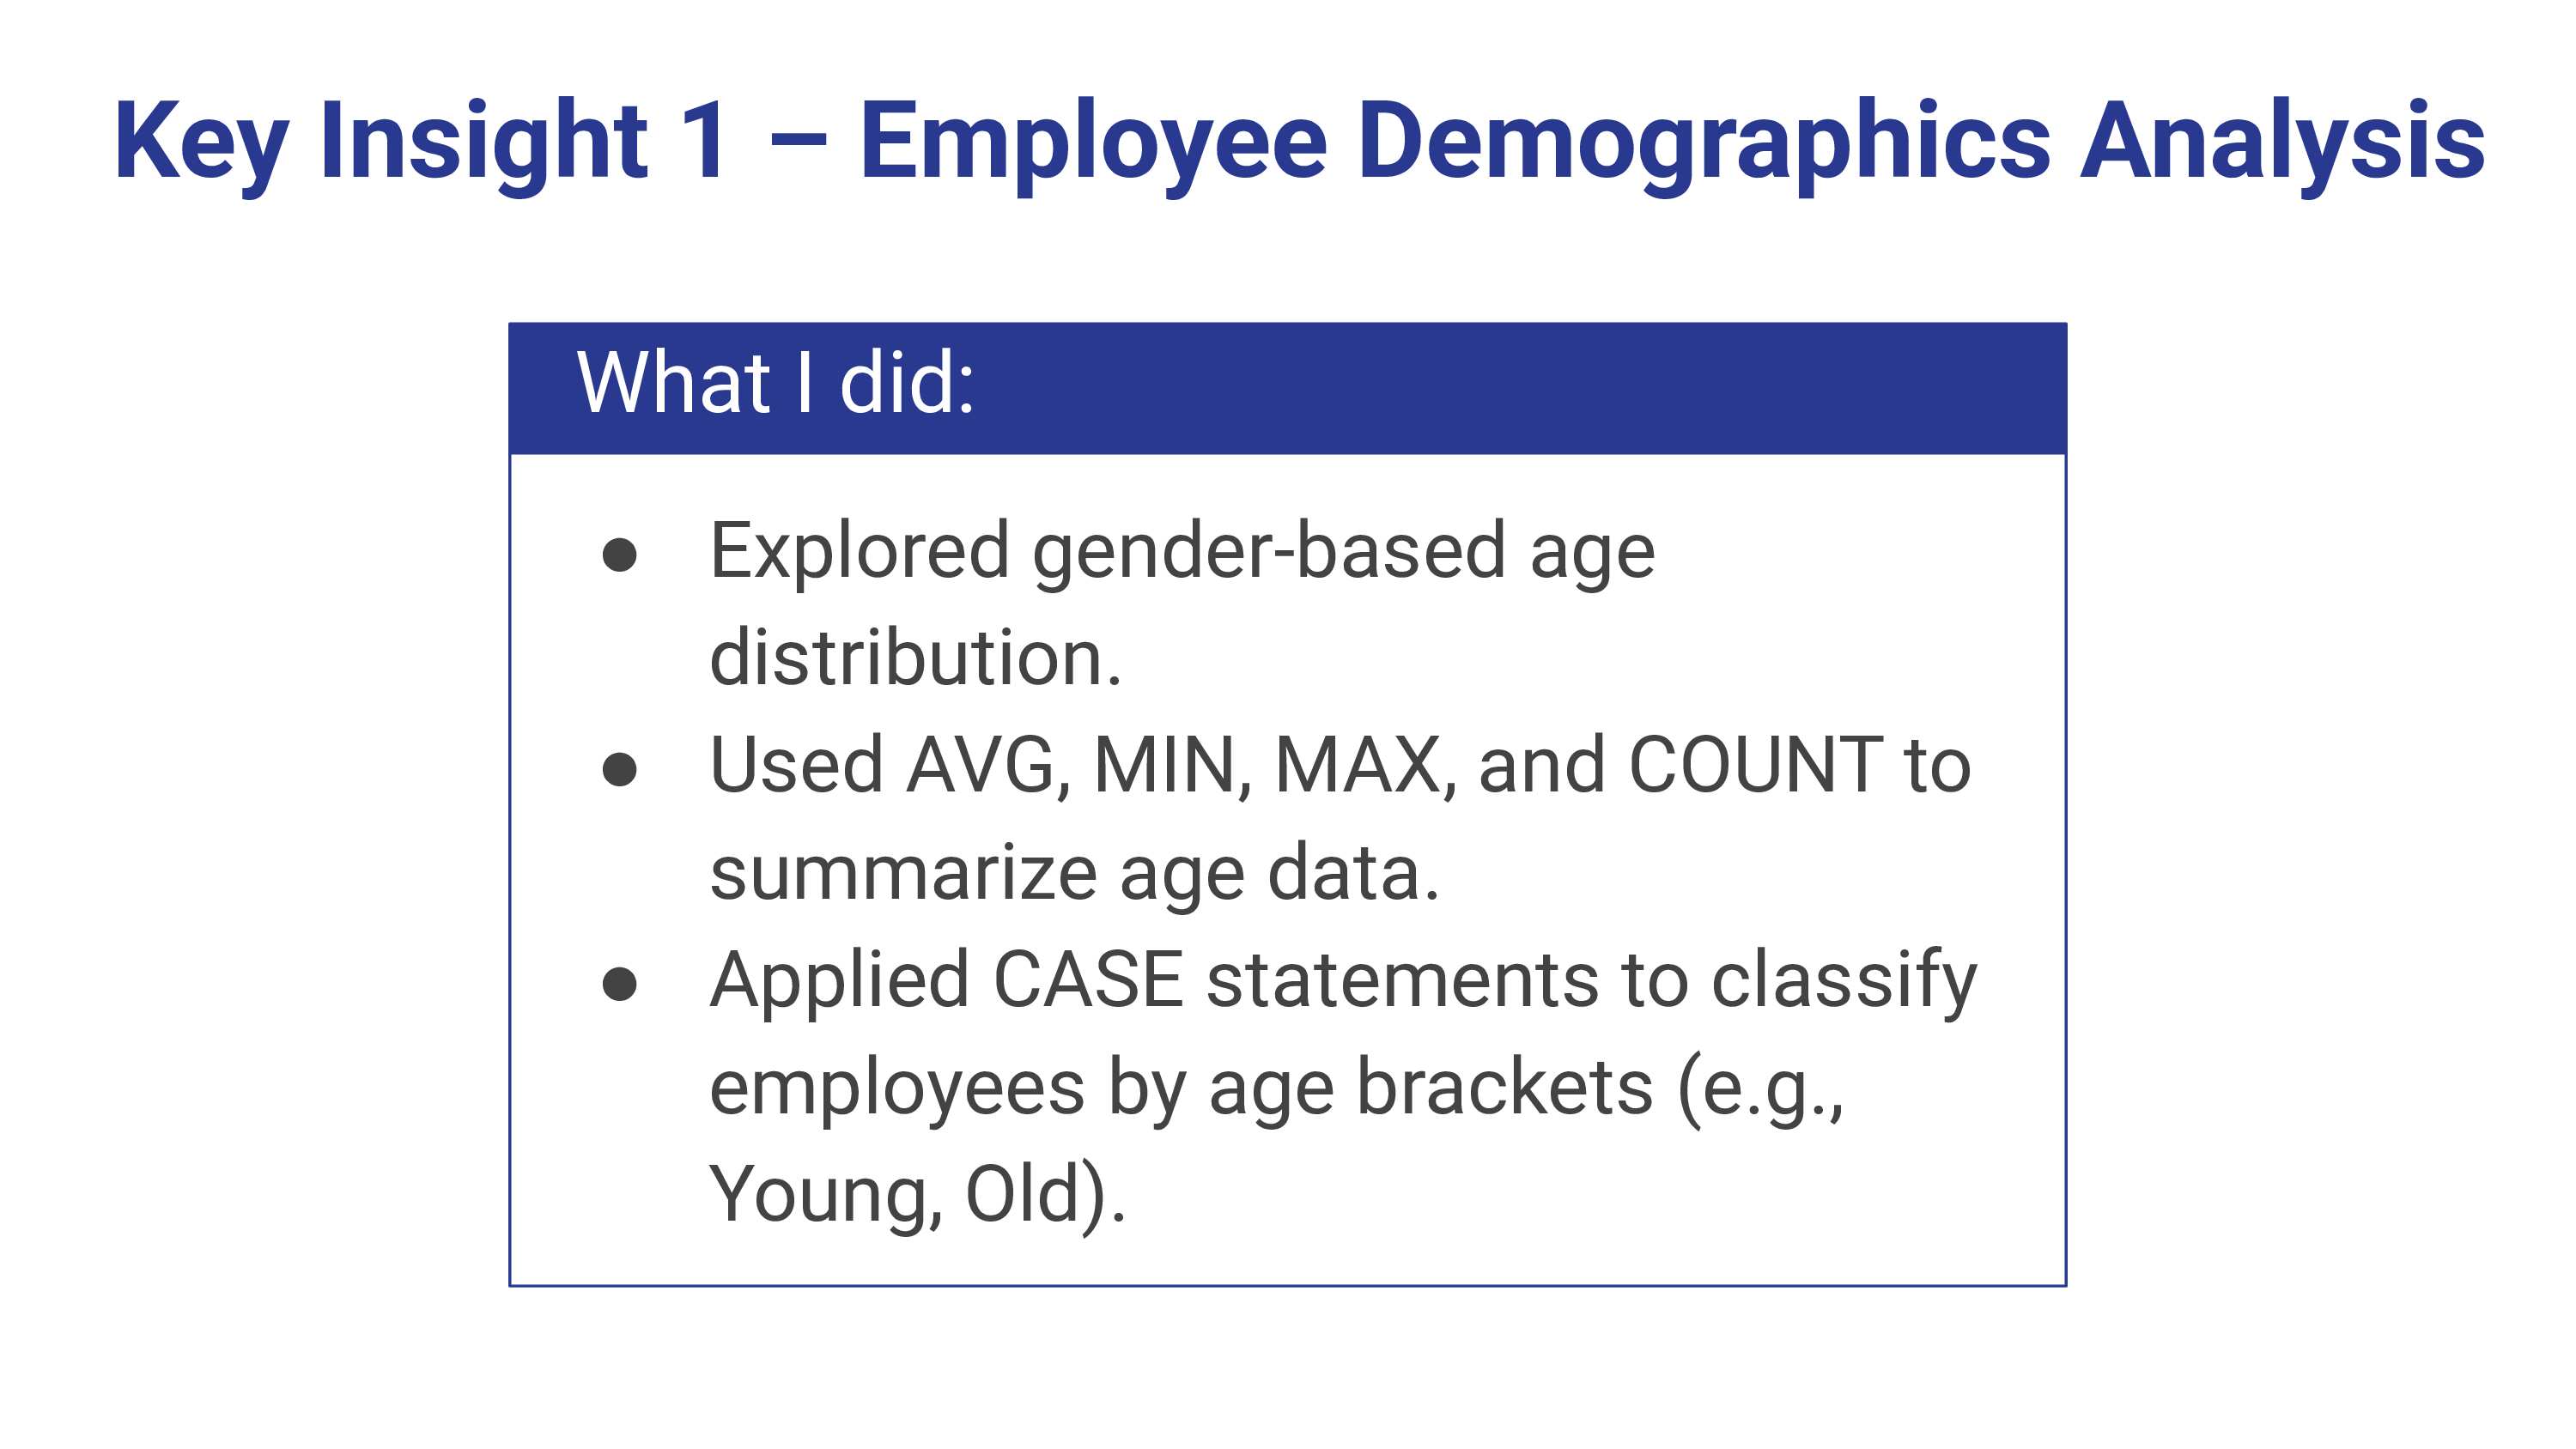 Key Insight 1 – Employee Demographics Analysis
What I did:
● Explored gender-based age
distribution.
● Used AVG, MIN, MAX, and COUNT to
summarize age data.
● Applied CASE statements to classify
employees by age brackets (e.g.,
Young, Old).